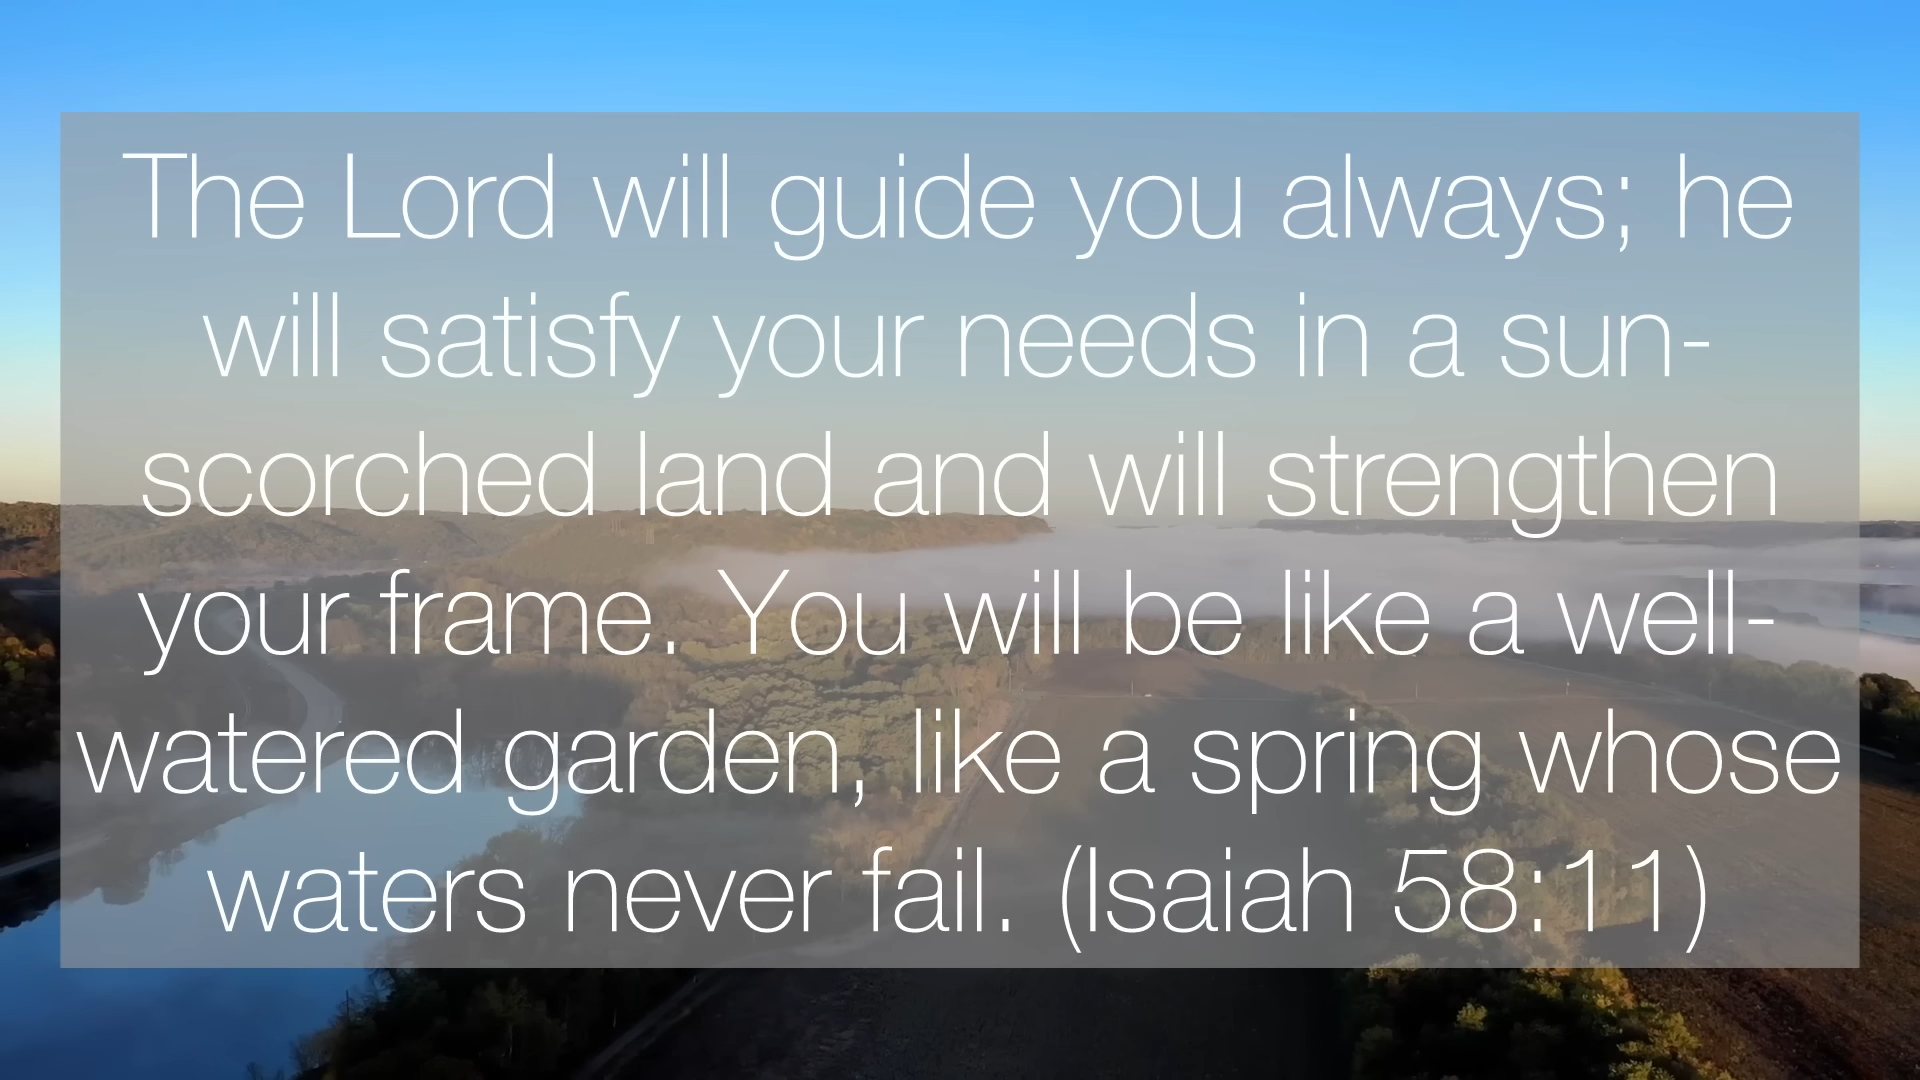 The Lord will guide you always; he
will satisfy your needs in a sun-
scorched land and will strengthen
your frame. You will be like a well-
watered garden, like a spring whose
waters never fail. (Isaiah 58:11)